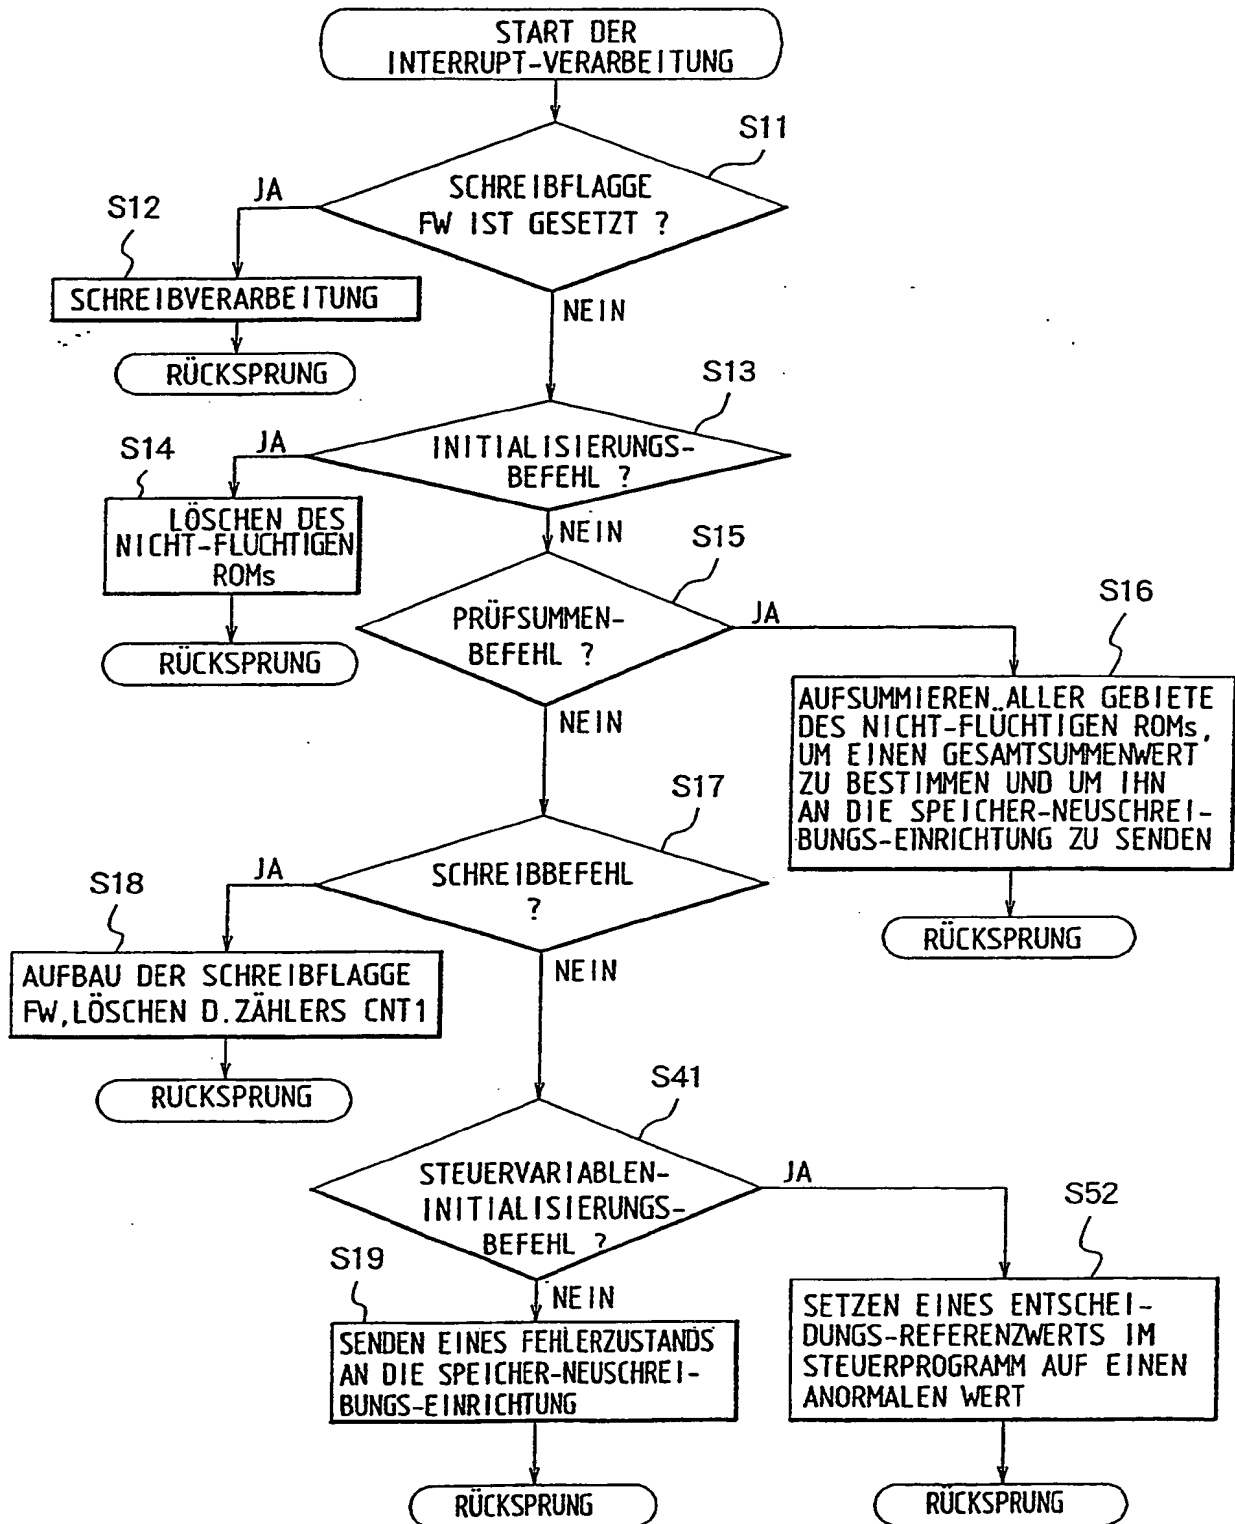 START DER
INTERRUPT-VERARBEITUNG
S11
SCHREIBFLAGGE
FW IST GESETZT ?
JA
S12
SCHREIBVERARBEITUNG
RÜCKSPRUNG
NEIN
S13
INITIALISIERUNGS-
BEFEHL ?
JA
S14
LÖSCHEN DES
NICHT-FLÜCHTIGEN
ROMs
RÜCKSPRUNG
NEIN
S15
PRÜFSUMMEN-
BEFEHL ?
JA
S16
AUFSUMMIEREN ALLER GEBIETE
DES NICHT-FLÜCHTIGEN ROMs,
UM EINEN GESAMTSUMMENWERT
ZU BESTIMMEN UND UM IHN
AN DIE SPEICHER-NEUSCHREI-
BUNGS-EINRICHTUNG ZU SENDEN
RÜCKSPRUNG
NEIN
S17
SCHREIBBEFEHL
?
JA
S18
AUFBAU DER SCHREIBFLAGGE
FW, LÖSCHEN D. ZÄHLERS CNT1
RUCKSPRUNG
NEIN
S41
STEUERVARIABLEN-
INITIALISIERUNGS-
BEFEHL ?
JA
S52
SETZEN EINES ENTSCHEI-
DUNGS-REFERENZWERTS IM
STEUERPROGRAMM AUF EINEN
ANORMALEN WERT
RÜCKSPRUNG
NEIN
S19
SENDEN EINES FEHLERZUSTANDS
AN DIE SPEICHER-NEUSCHREI-
BUNGS-EINRICHTUNG
RÜCKSPRUNG